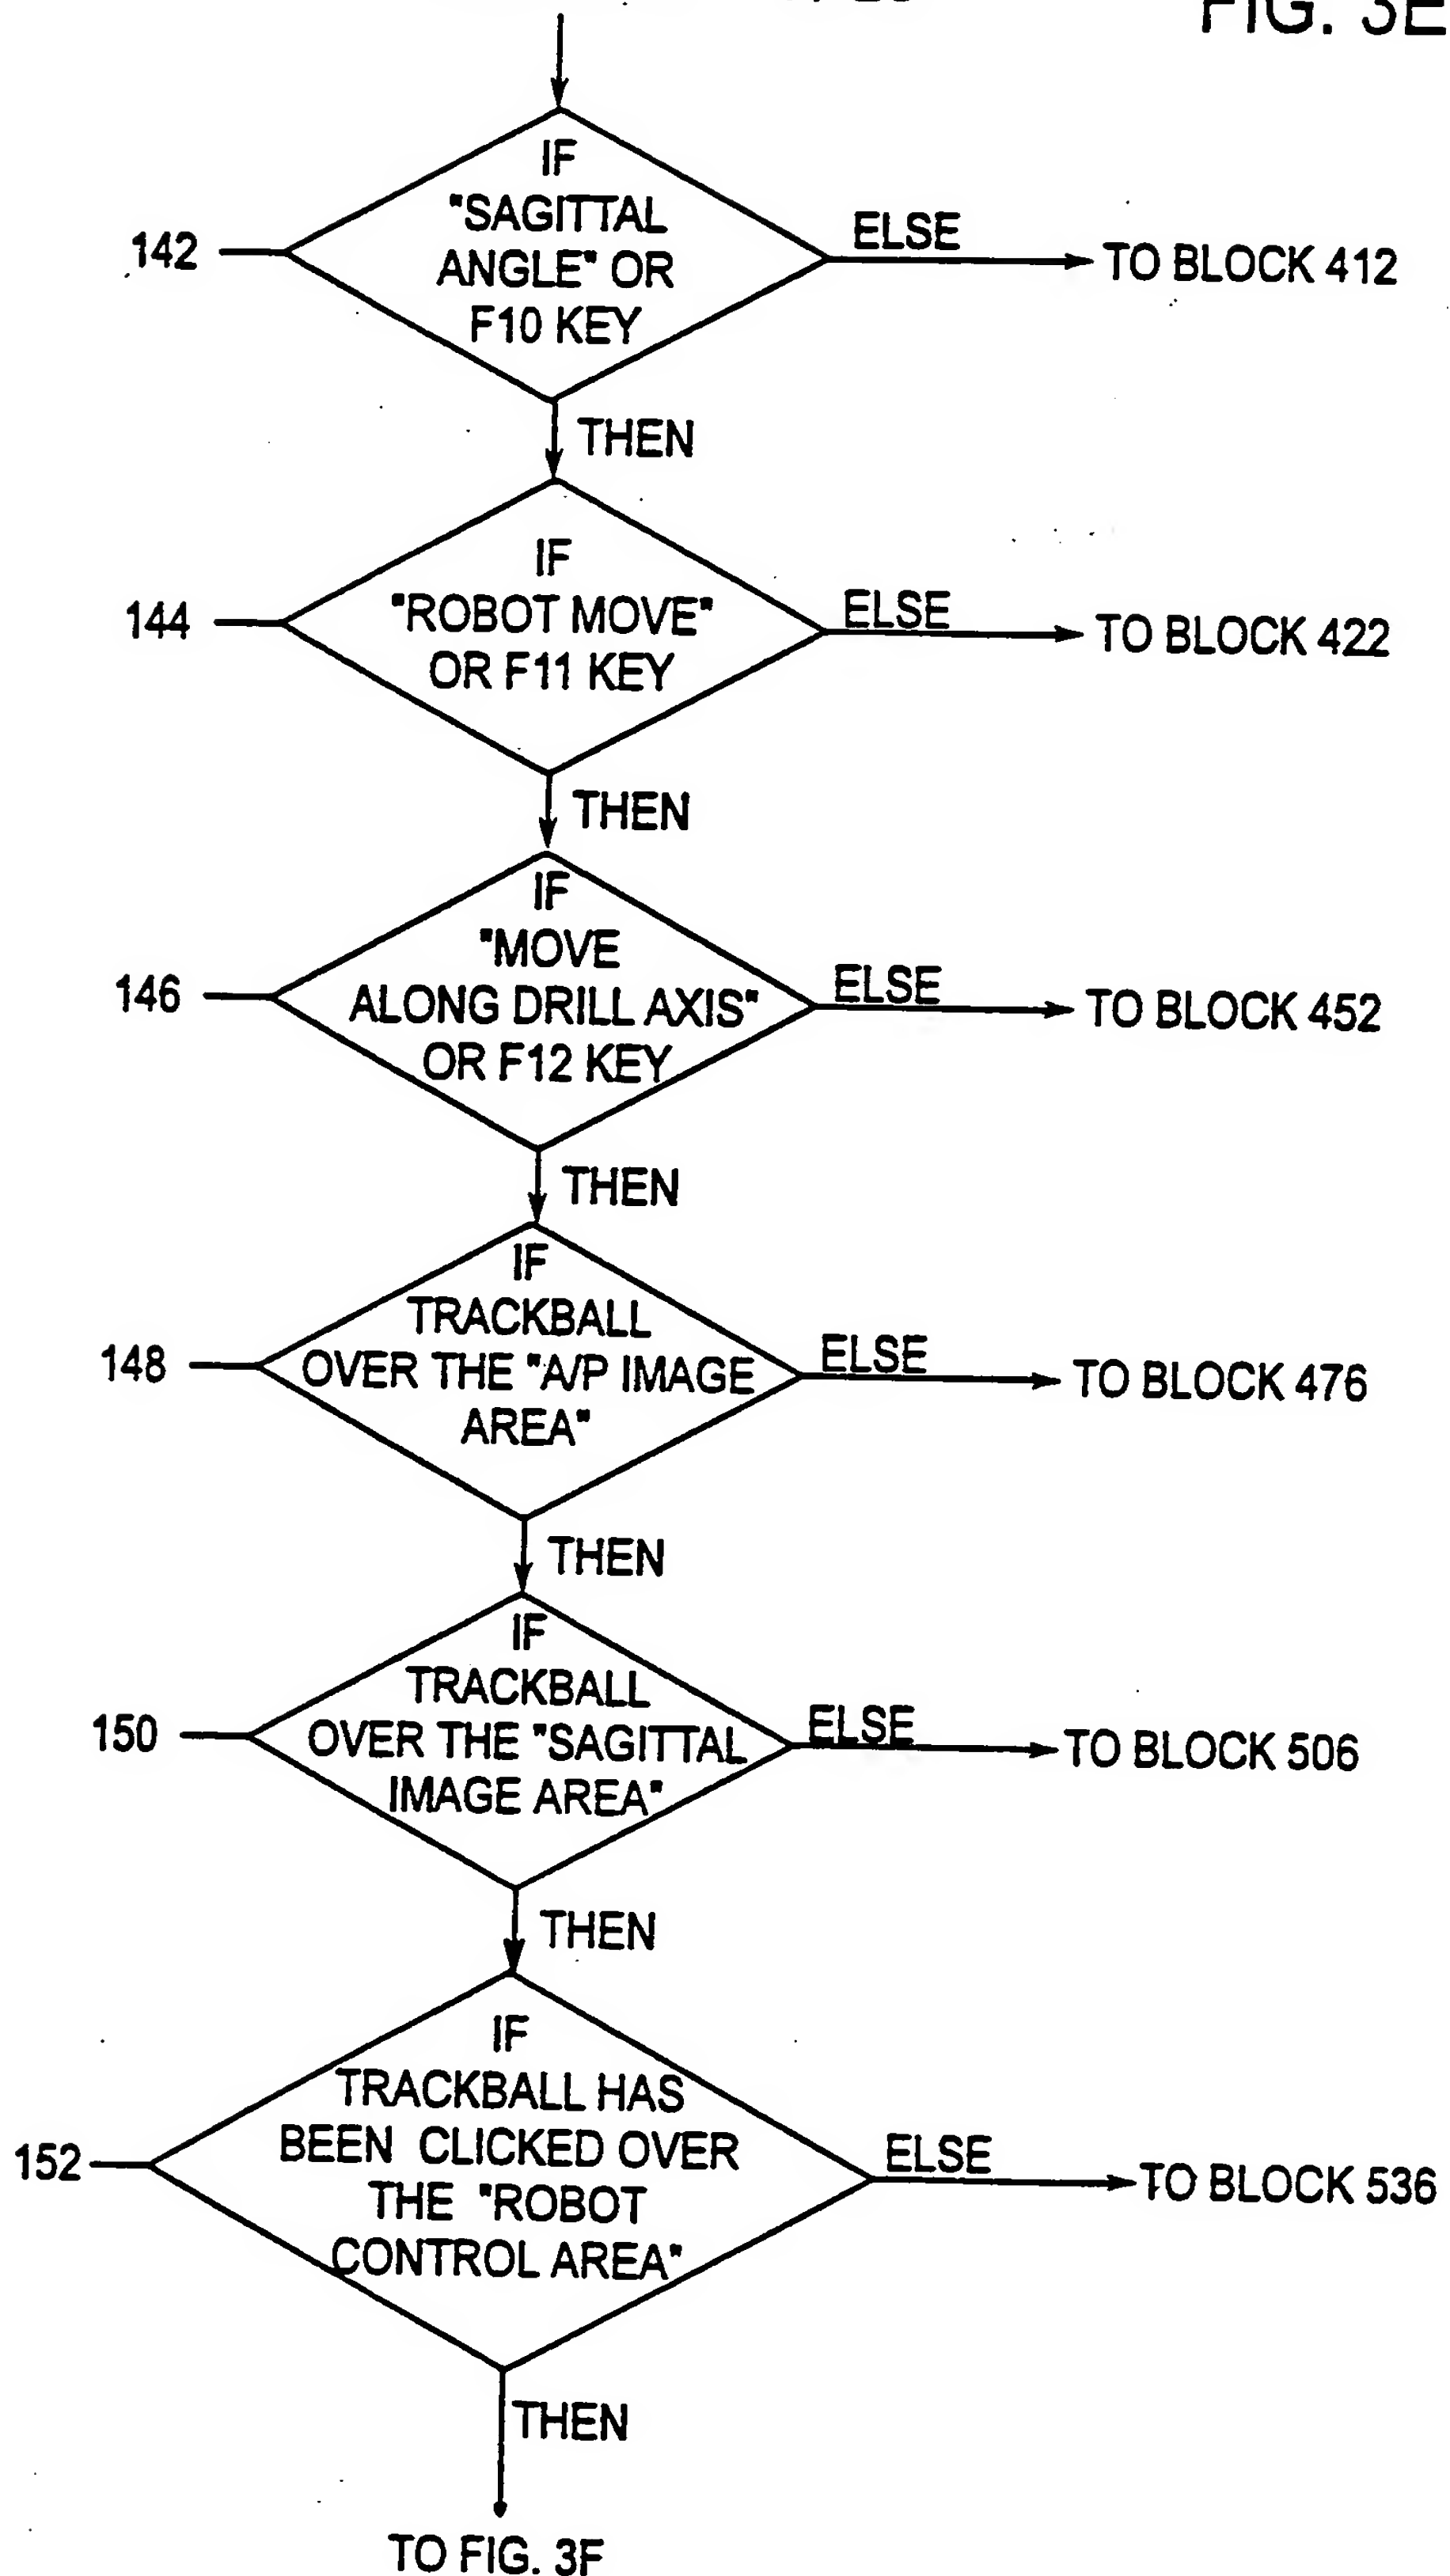 FIG. 3E
IF
"SAGITTAL
ANGLE" OR
F10 KEY
142
ELSE
TO BLOCK 412
THEN
IF
"ROBOT MOVE"
OR F11 KEY
144
ELSE
TO BLOCK 422
THEN
IF
"MOVE
ALONG DRILL AXIS"
OR F12 KEY
146
ELSE
TO BLOCK 452
THEN
IF
TRACKBALL
OVER THE "A/P IMAGE
AREA"
148
ELSE
TO BLOCK 476
THEN
IF
TRACKBALL
OVER THE "SAGITTAL
IMAGE AREA"
150
ELSE
TO BLOCK 506
THEN
IF
TRACKBALL HAS
BEEN CLICKED OVER
THE "ROBOT
CONTROL AREA"
152
ELSE
TO BLOCK 536
THEN
TO FIG. 3F